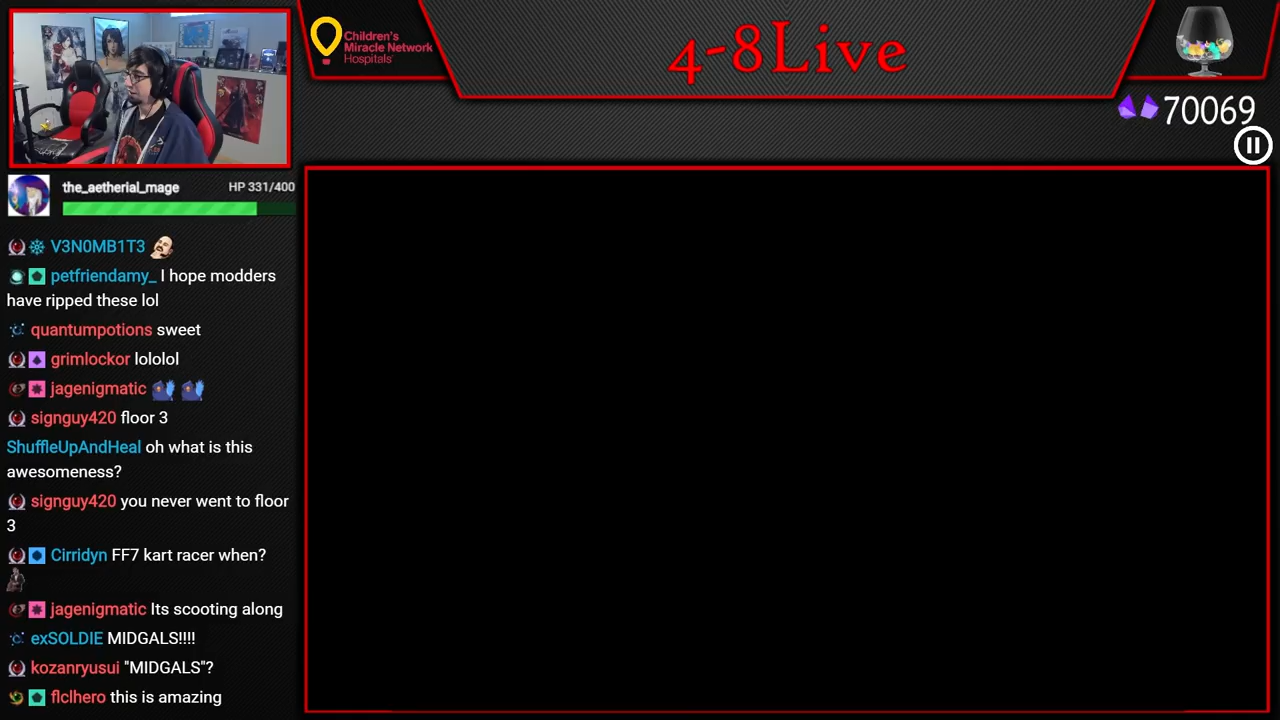 Children's
Miracle Network
Hospitals
4-8Live
70069
the_aetherial_mage HP 331/400
V3N0MB1T3
petfriendamy_ I hope modders
have ripped these lol
quantumpotions sweet
grimlockor lololol
jagenigmatic
signguy420 floor 3
ShuffleUpAndHeal oh what is this
awesomeness?
signguy420 you never went to floor
3
Cirridyn FF7 kart racer when?
jagenigmatic Its scooting along
exSOLDIE MIDGALS!!!!
kozanryusui "MIDGALS"?
flclhero this is amazing